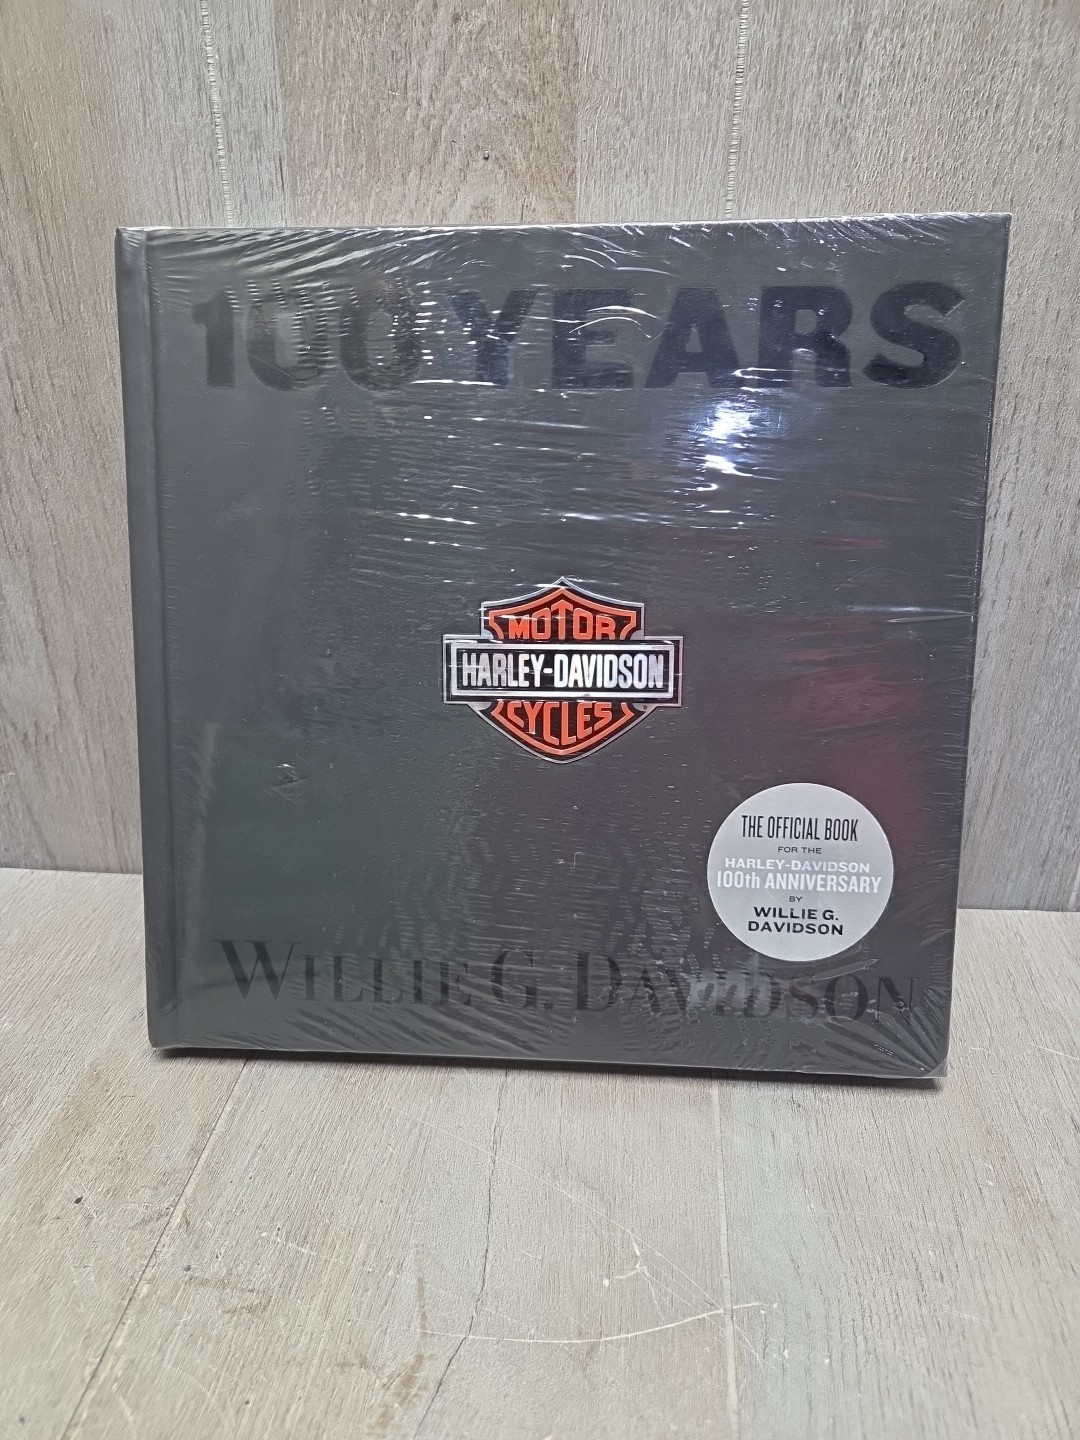 100 YEARS
MOTOR
HARLEY-DAVIDSON
CYCLES
THE OFFICIAL BOOK
FOR THE
HARLEY-DAVIDSON
100th ANNIVERSARY
BY
WILLIE G.
DAVIDSON
WILLIE G. DAVIDSON